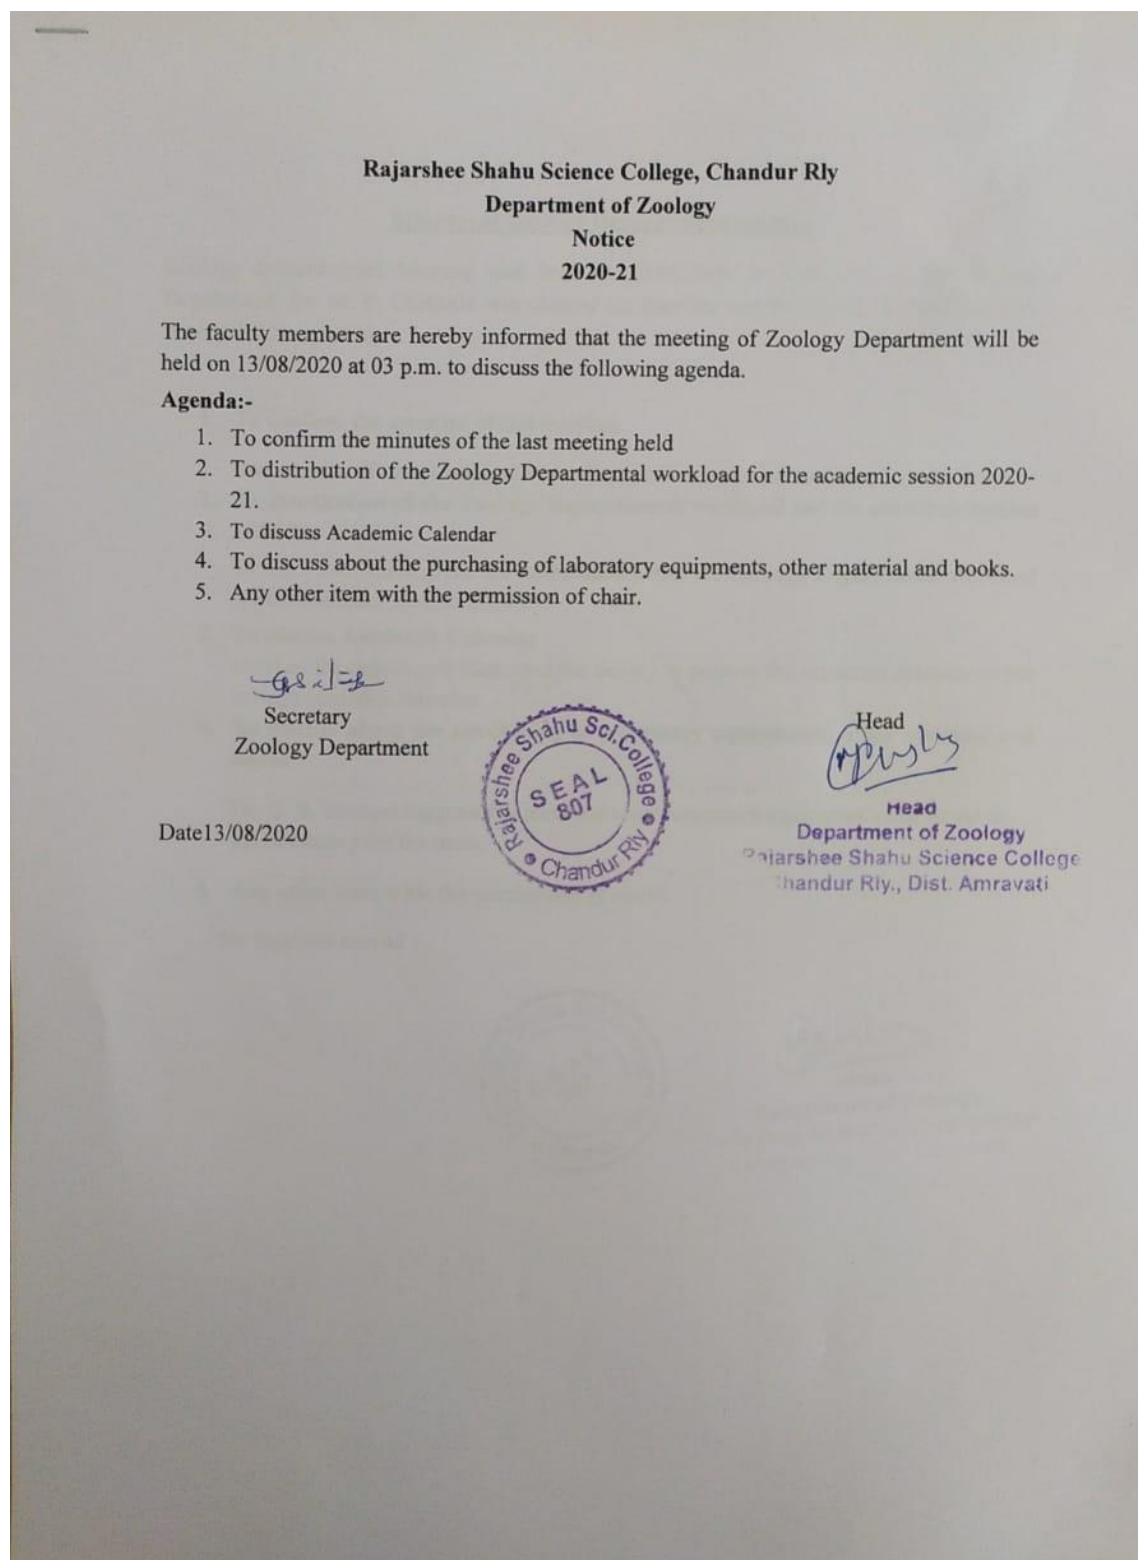 Rajarshee Shahu Science College, Chandur Rly
Department of Zoology
Notice
2020-21
The faculty members are hereby informed that the meeting of Zoology Department will be
held on 13/08/2020 at 03 p.m. to discuss the following agenda.
Agenda:-
1. To confirm the minutes of the last meeting held
2. To distribution of the Zoology Departmental workload for the academic session 2020-
21.
3. To discuss Academic Calendar
4. To discuss about the purchasing of laboratory equipments, other material and books.
5. Any other item with the permission of chair.
Secretary
Zoology Department
Date13/08/2020
Rajarshee Shahu Sci. College
SEAL
807
Chandur Rly
Head
Head
Department of Zoology
Rajarshee Shahu Science College
Chandur Rly., Dist. Amravati